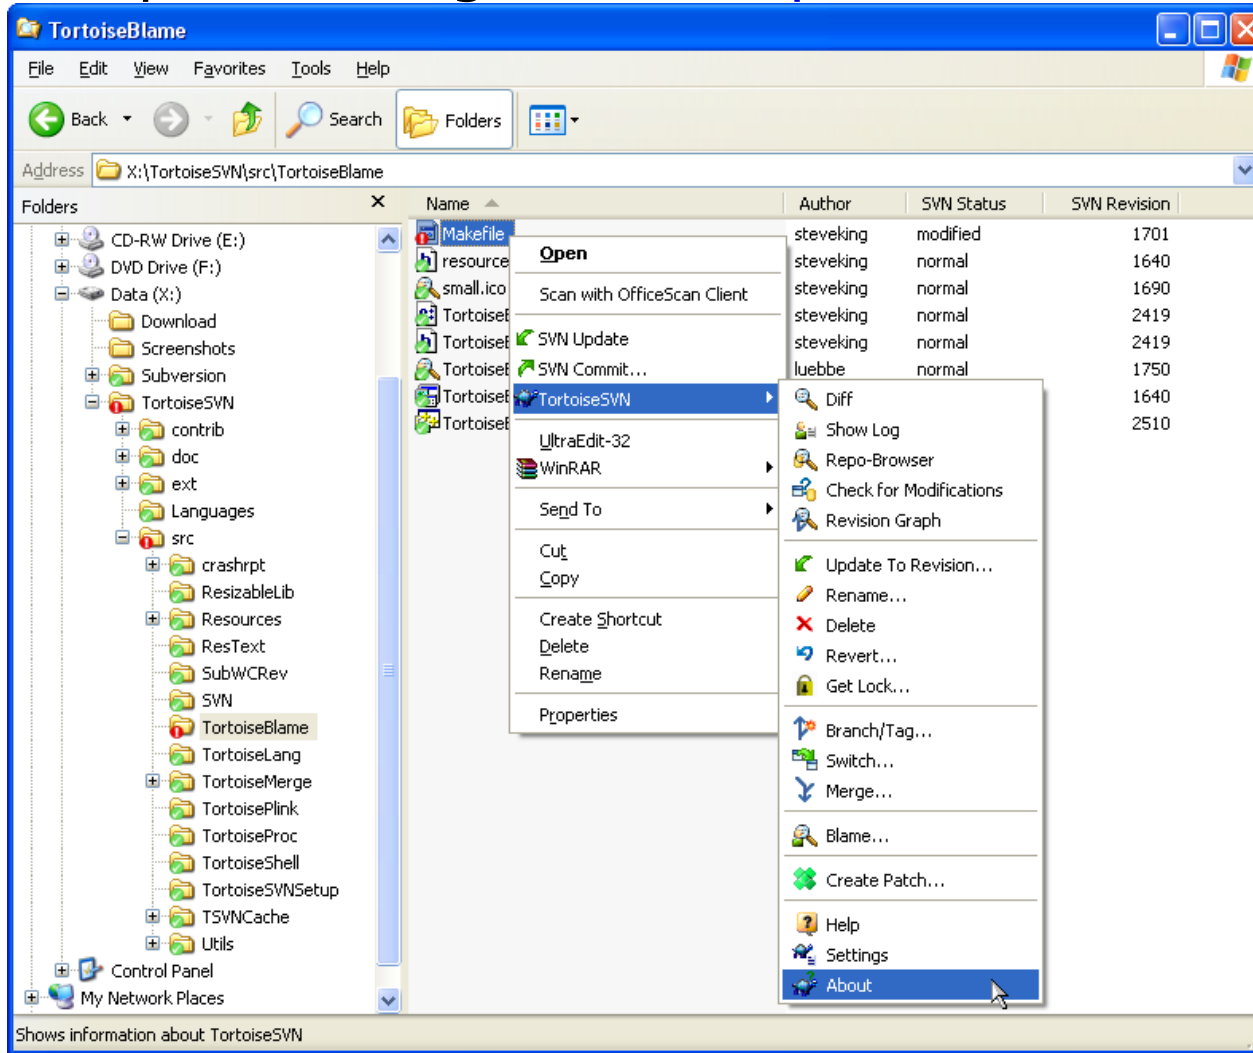 TortoiseBlame
File Edit View Favorites Tools Help
Back Search Folders
Address X:\TortoiseSVN\src\TortoiseBlame
Folders
CD-RW Drive (E:)
DVD Drive (F:)
Data (X:)
Download
Screenshots
Subversion
TortoiseSVN
contrib
doc
ext
Languages
src
crashrpt
ResizableLib
Resources
ResText
SubWCRev
SVN
TortoiseBlame
TortoiseLang
TortoiseMerge
TortoisePlink
TortoiseProc
TortoiseShell
TortoiseSVNSetup
TSVNCache
Utils
Control Panel
My Network Places
Name Author SVN Status SVN Revision
Makefile steveking modified 1701
resource steveking normal 1640
small.ico steveking normal 1690
Tortoise steveking normal 2419
Tortoise steveking normal 2419
Tortoise luebbe normal 1750
Tortoise 1640
Tortoise 2510
Open
Scan with OfficeScan Client
SVN Update
SVN Commit...
TortoiseSVN
UltraEdit-32
WinRAR
Send To
Cut
Copy
Create Shortcut
Delete
Rename
Properties
Diff
Show Log
Repo-Browser
Check for Modifications
Revision Graph
Update To Revision...
Rename...
Delete
Revert...
Get Lock...
Branch/Tag...
Switch...
Merge...
Blame...
Create Patch...
Help
Settings
About
Shows information about TortoiseSVN